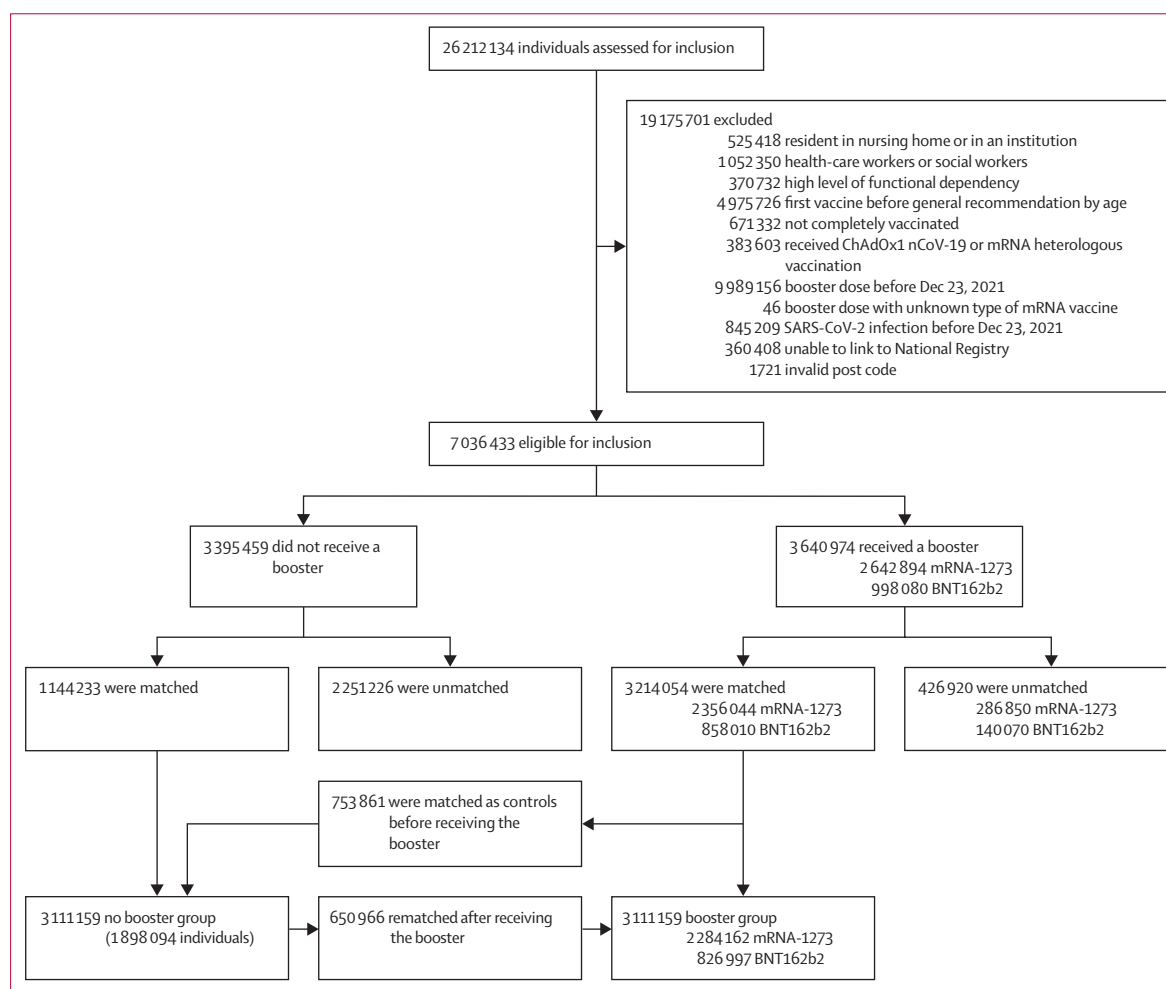 26 212 134 individuals assessed for inclusion
19 175 701 excluded
525 418 resident in nursing home or in an institution
1 052 350 health-care workers or social workers
370 732 high level of functional dependency
4 975 726 first vaccine before general recommendation by age
671 332 not completely vaccinated
383 603 received ChAdOx1 nCoV-19 or mRNA heterologous
vaccination
9 989 156 booster dose before Dec 23, 2021
46 booster dose with unknown type of mRNA vaccine
845 209 SARS-CoV-2 infection before Dec 23, 2021
360 408 unable to link to National Registry
1721 invalid post code
7 036 433 eligible for inclusion
3 395 459 did not receive a
booster
3 640 974 received a booster
2 642 894 mRNA-1273
998 080 BNT162b2
1 144 233 were matched
2 251 226 were unmatched
3 214 054 were matched
2 356 044 mRNA-1273
858 010 BNT162b2
426 920 were unmatched
286 850 mRNA-1273
140 070 BNT162b2
753 861 were matched as controls
before receiving the
booster
3 111 159 no booster group
(1 898 094 individuals)
650 966 rematched after receiving
the booster
3 111 159 booster group
2 284 162 mRNA-1273
826 997 BNT162b2